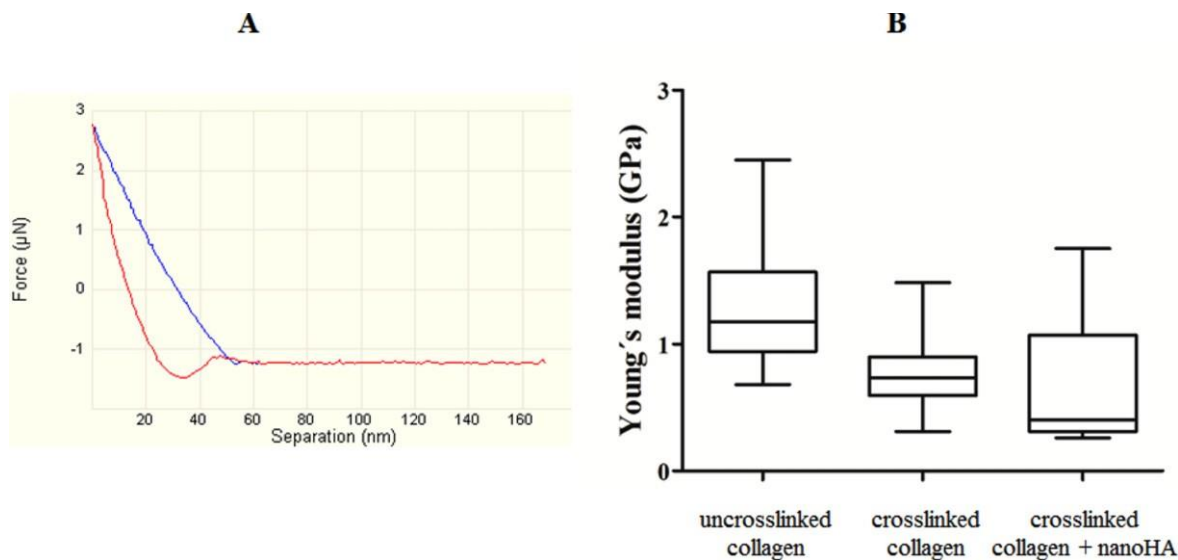 A
B
3
2
1
0
-1
Force (µN)
20 40 60 80 100 120 140 160
Separation (nm)
3
2
1
0
Young´s modulus (GPa)
uncrosslinked
collagen
crosslinked
collagen
crosslinked
collagen + nanoHA